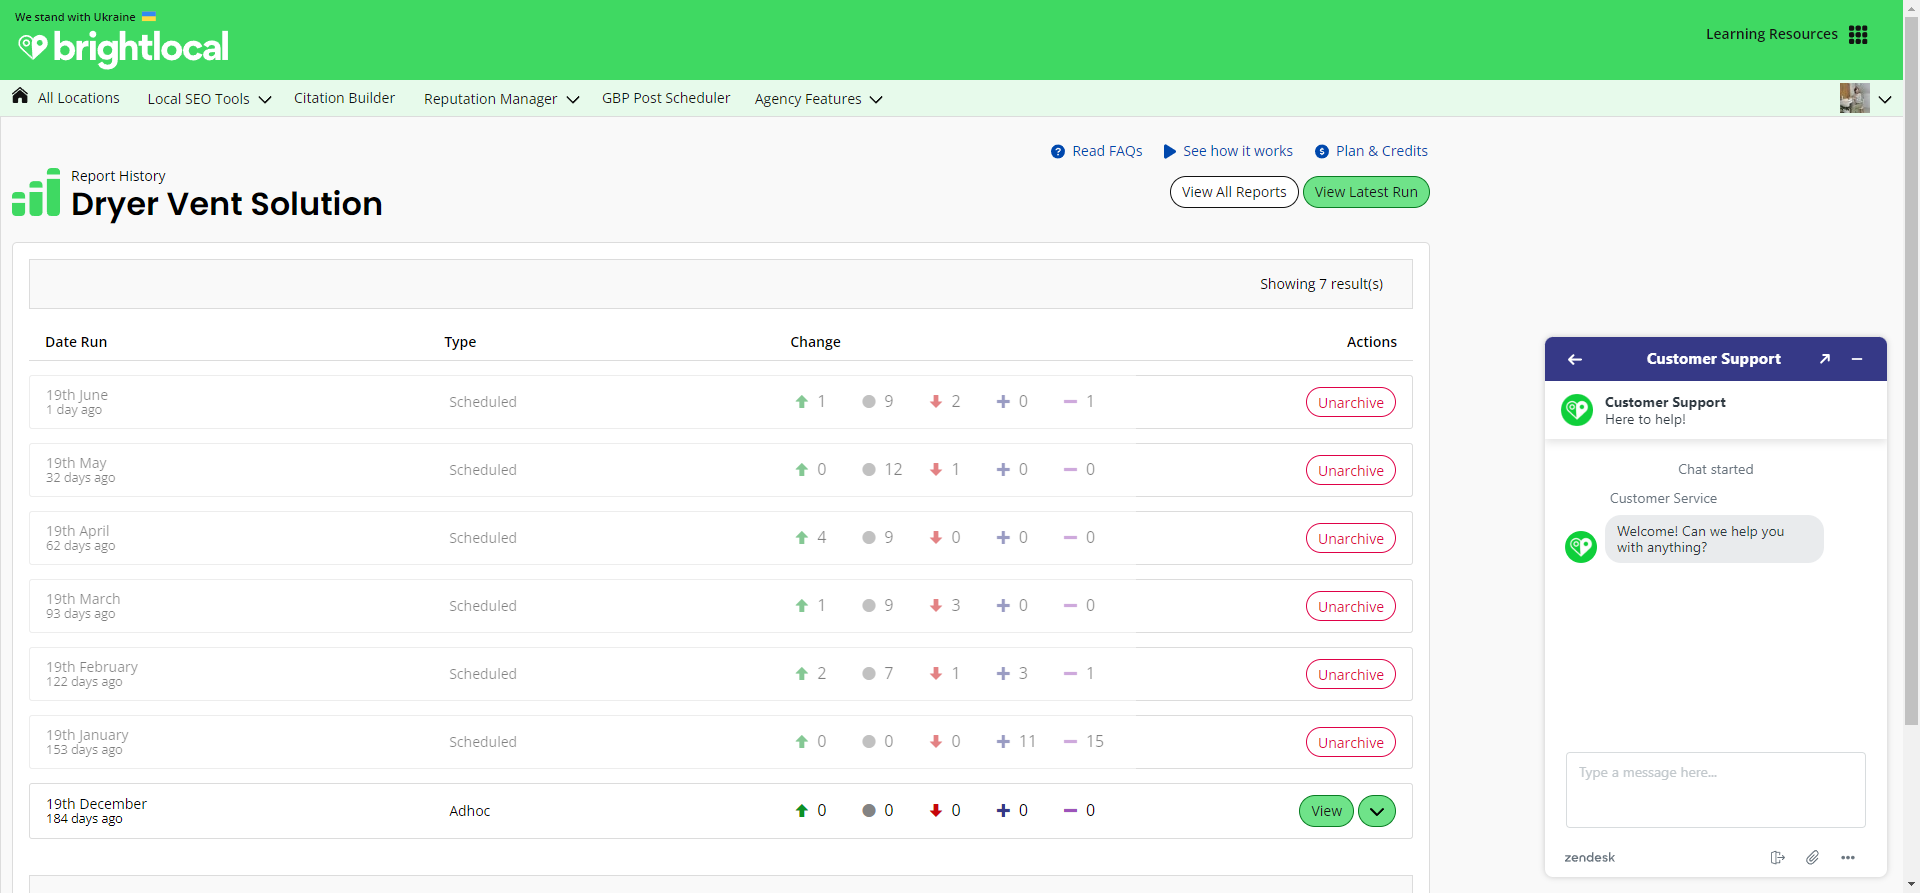 We stand with Ukraine
brightlocal
Learning Resources
All Locations
Local SEO Tools
Citation Builder
Reputation Manager
GBP Post Scheduler
Agency Features
Read FAQs
See how it works
Plan & Credits
Report History
Dryer Vent Solution
View All Reports
View Latest Run
Showing 7 result(s)
Date Run Type Change Actions
19th June
1 day ago
Scheduled 1 9 2 0 1 Unarchive
19th May
32 days ago
Scheduled 0 12 1 0 0 Unarchive
19th April
62 days ago
Scheduled 4 9 0 0 0 Unarchive
19th March
93 days ago
Scheduled 1 9 3 0 0 Unarchive
19th February
122 days ago
Scheduled 2 7 1 3 1 Unarchive
19th January
153 days ago
Scheduled 0 0 0 11 15 Unarchive
19th December
184 days ago
Adhoc 0 0 0 0 0 View
Customer Support
Customer Support
Here to help!
Chat started
Customer Service
Welcome! Can we help you
with anything?
Type a message here...
zendesk